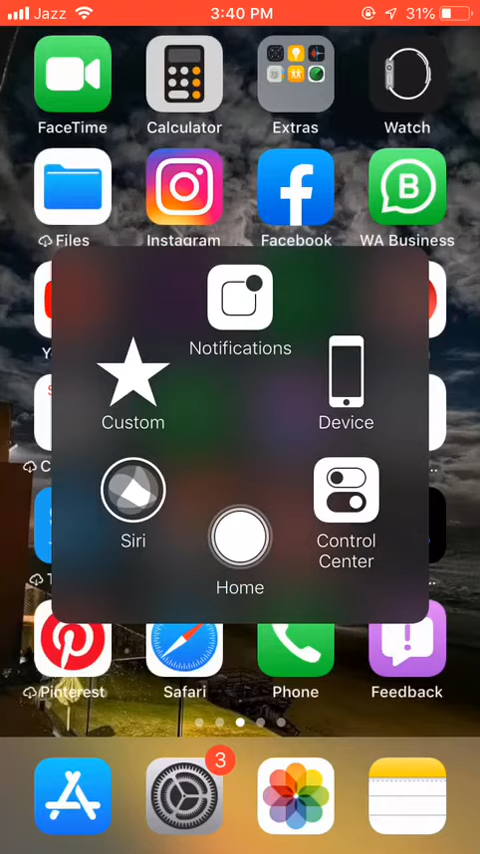 Jazz 3:40 PM 31%
FaceTime Calculator Extras Watch
Files Instagram Facebook WA Business
Notifications
Custom Device
Siri Control
Center
Home
Pinterest Safari Phone Feedback
3